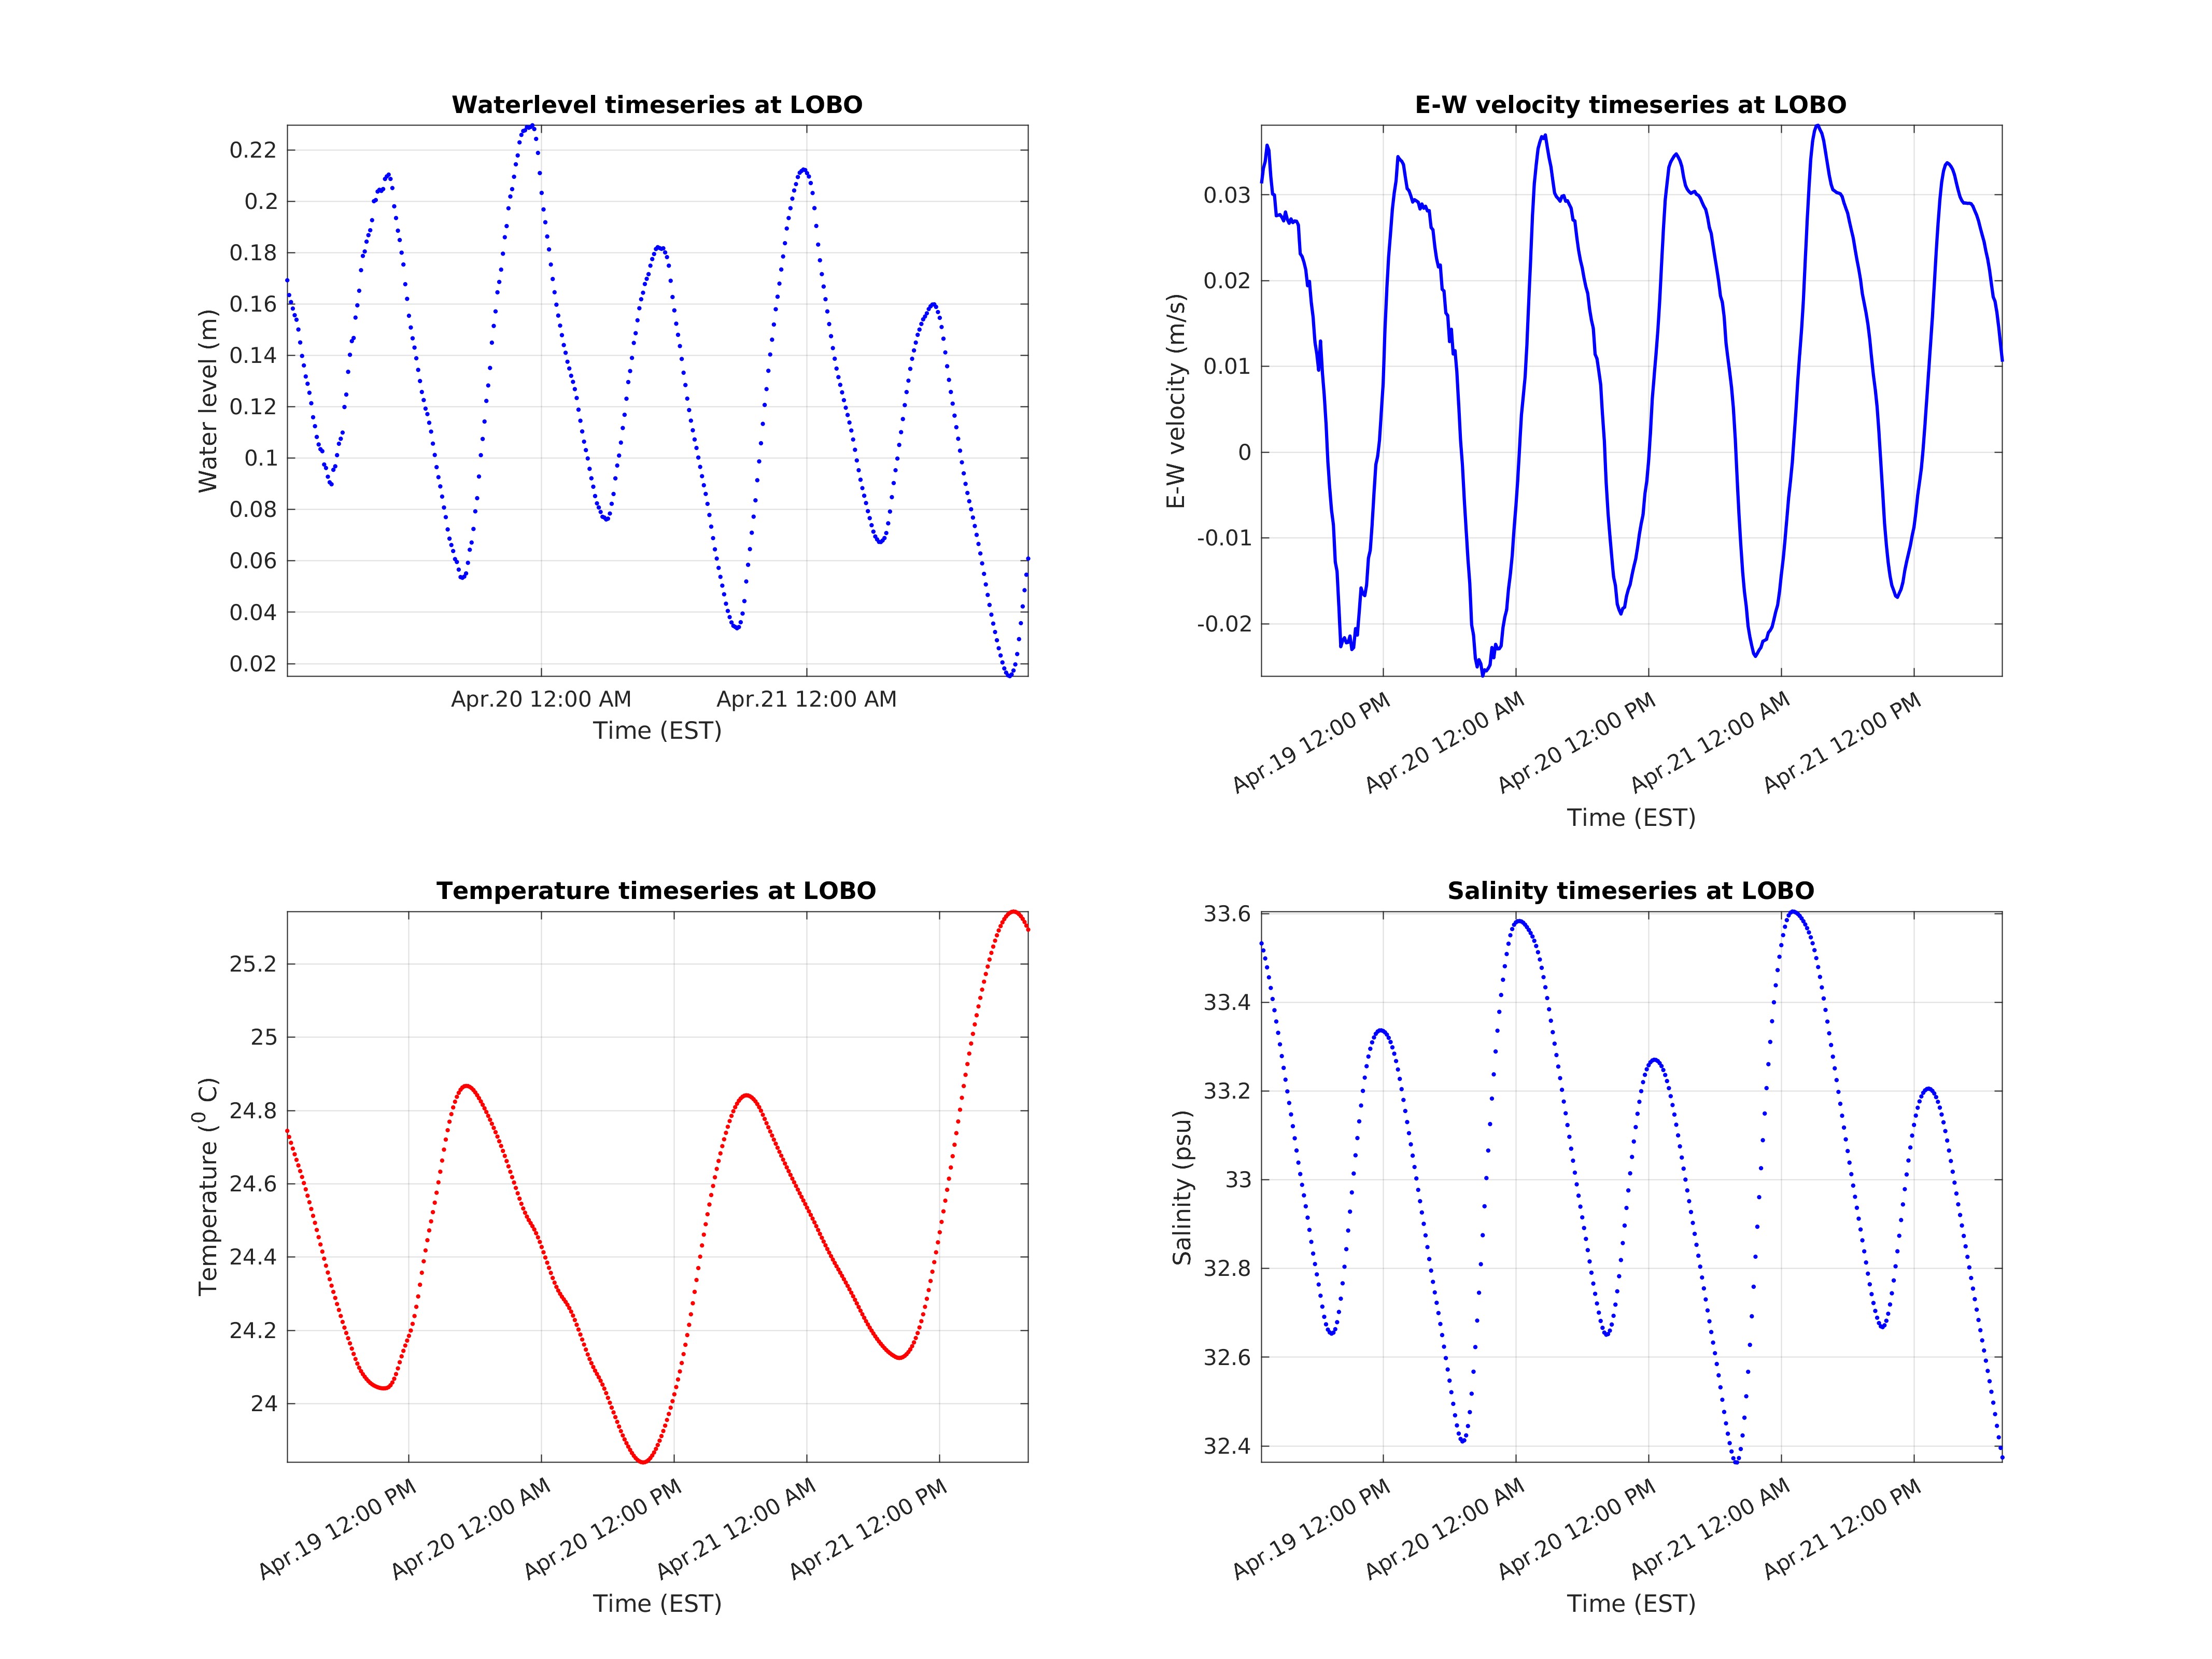 Waterlevel timeseries at LOBO
0.22
0.2
0.18
0.16
0.14
0.12
0.1
0.08
0.06
0.04
0.02
Water level (m)
Apr.20 12:00 AM
Apr.21 12:00 AM
Time (EST)
E-W velocity timeseries at LOBO
0.03
0.02
0.01
0
-0.01
-0.02
E-W velocity (m/s)
Apr.19 12:00 PM
Apr.20 12:00 AM
Apr.20 12:00 PM
Apr.21 12:00 AM
Apr.21 12:00 PM
Time (EST)
Temperature timeseries at LOBO
25.2
25
24.8
24.6
24.4
24.2
24
Temperature (⁰ C)
Apr.19 12:00 PM
Apr.20 12:00 AM
Apr.20 12:00 PM
Apr.21 12:00 AM
Apr.21 12:00 PM
Time (EST)
Salinity timeseries at LOBO
33.6
33.4
33.2
33
32.8
32.6
32.4
Salinity (psu)
Apr.19 12:00 PM
Apr.20 12:00 AM
Apr.20 12:00 PM
Apr.21 12:00 AM
Apr.21 12:00 PM
Time (EST)